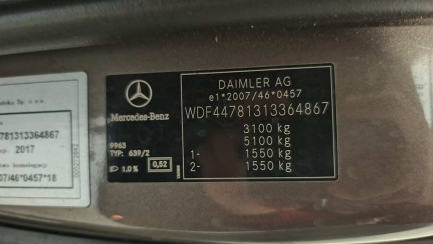 DAIMLER AG
e1*2007/46*0457
WDF44781313364867
3100 kg
5100 kg
1- 1550 kg
2- 1550 kg
Mercedes-Benz
9963
TYP: 639/2
1.0 %
0,52
781313364867
2017
07/46*0457*18